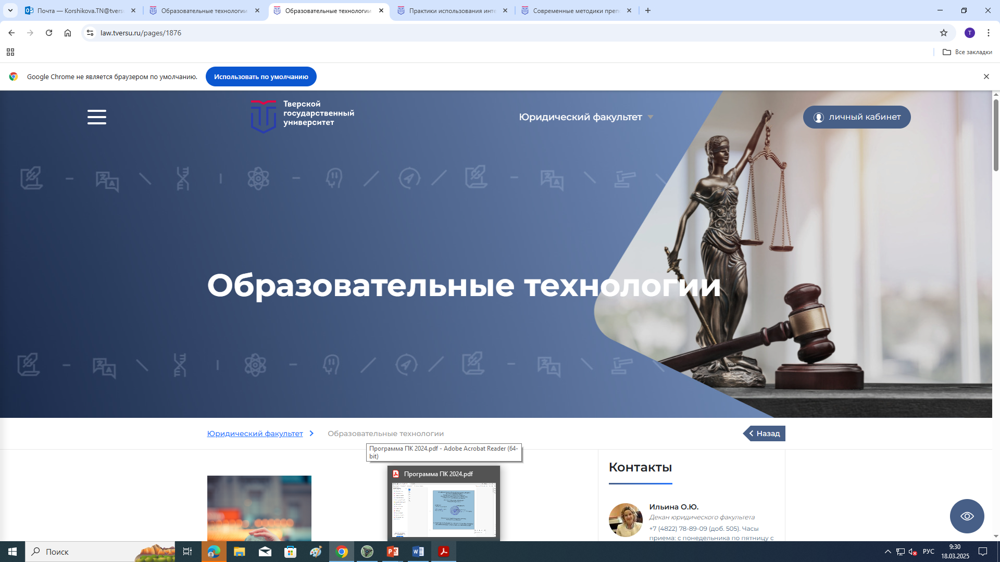 Почта — Korshikova.TN@tversu
Образовательные технологии
Образовательные технологии
Практики использования инте
Современные методики преп
law.tversu.ru/pages/1876
T
Все закладки
Google Chrome не является браузером по умолчанию.
Использовать по умолчанию
Тверской
государственный
университет
Юридический факультет
личный кабинет
Образовательные технологии
Юридический факультет
Образовательные технологии
Назад
Программа ПК 2024.pdf - Adobe Acrobat Reader (64-
bit)
Программа ПК 2024.pdf
Контакты
Ильина О.Ю.
Декан юридического факультета
+7 (4822) 78-89-09 (доб. 505). Часы
приема: с понедельника по пятницу с
Поиск
РУС
9:30
18.03.2025